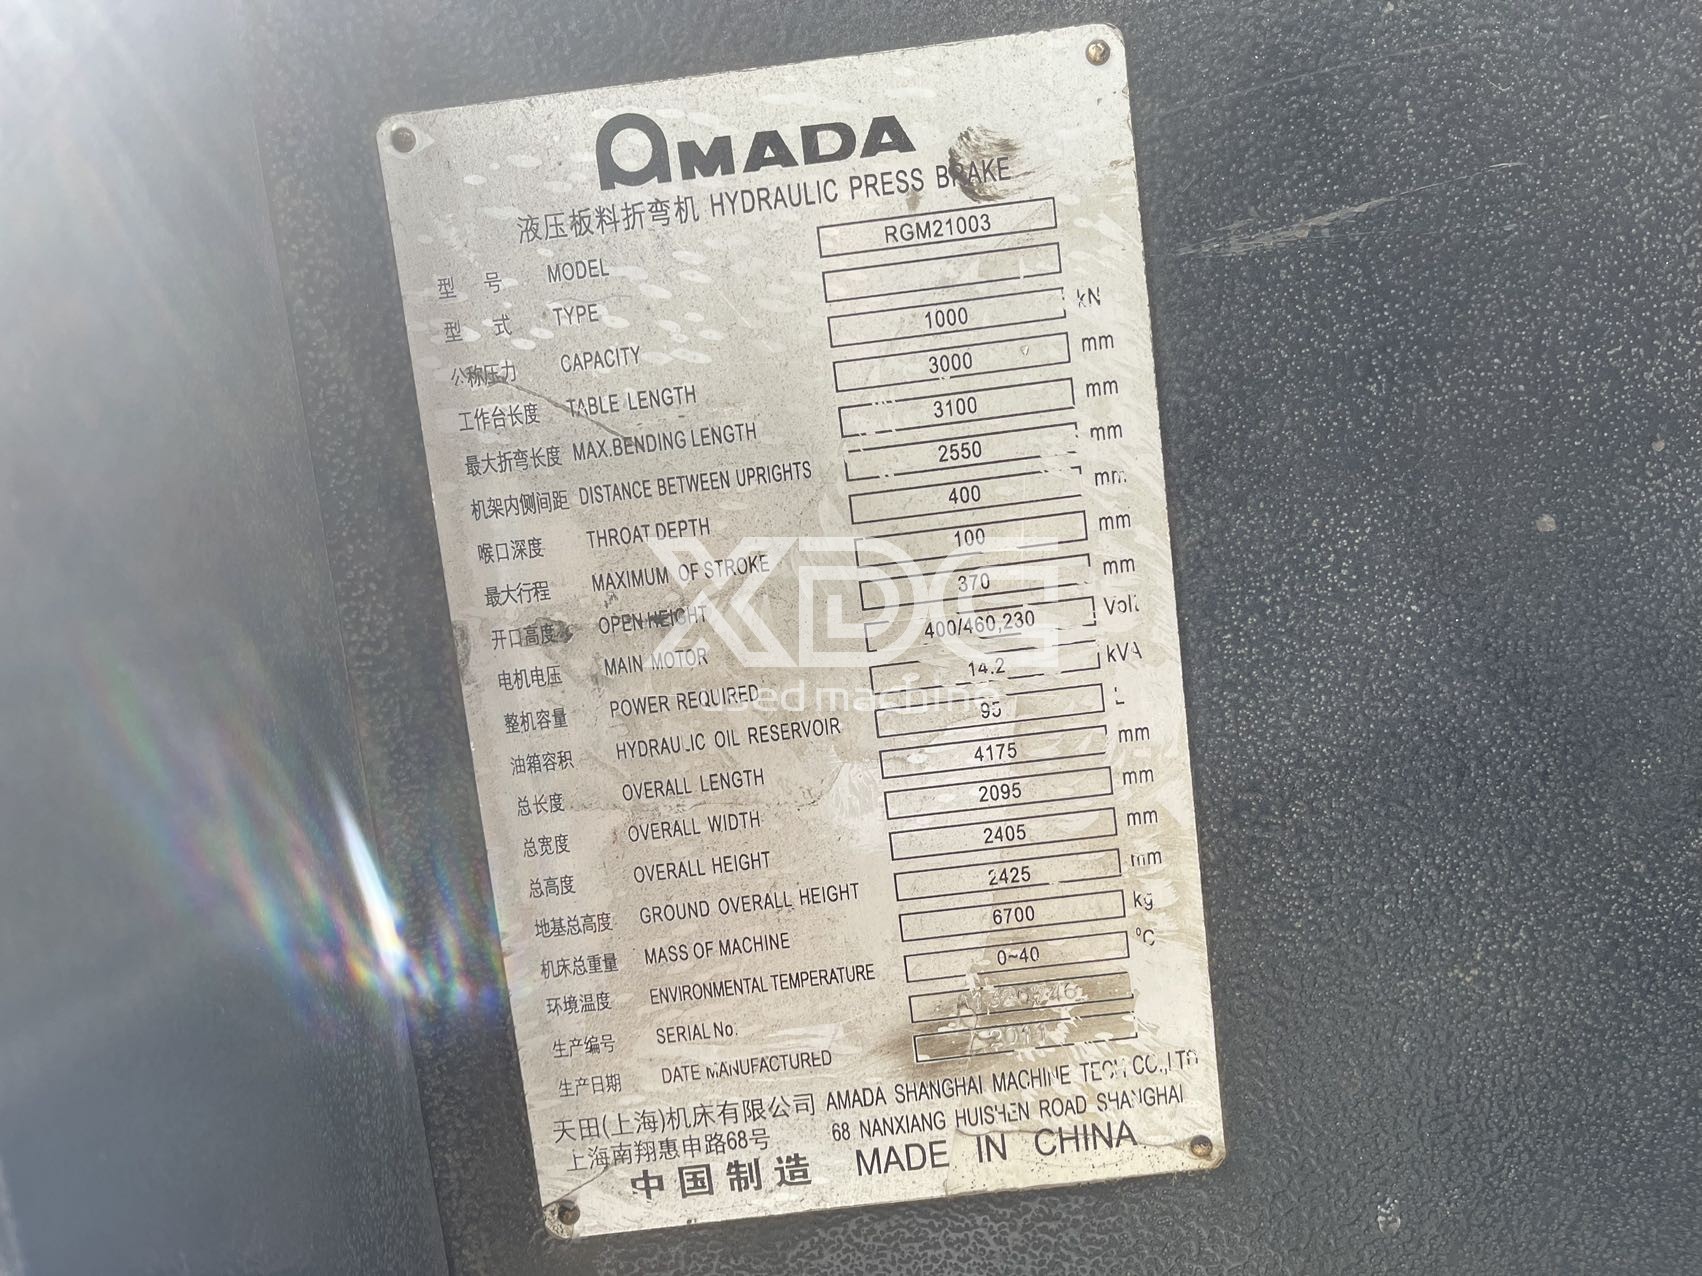 AMADA
液压板料折弯机 HYDRAULIC PRESS BRAKE
型 号 MODEL RGM21003
型 式 TYPE
公称压力 CAPACITY 1000 kN
工作台长度 TABLE LENGTH 3000 mm
最大折弯长度 MAX.BENDING LENGTH 3100 mm
机架内侧间距 DISTANCE BETWEEN UPRIGHTS 2550 mm
喉口深度 THROAT DEPTH 400 mm
最大行程 MAXIMUM OF STROKE 100 mm
开口高度 OPEN HEIGHT 370 mm
电机电压 MAIN MOTOR 400/460,230 Volt
整机容量 POWER REQUIRED 14.2 kVA
油箱容积 HYDRAULIC OIL RESERVOIR 95 L
总长度 OVERALL LENGTH 4175 mm
总宽度 OVERALL WIDTH 2095 mm
总高度 OVERALL HEIGHT 2405 mm
地基总高度 GROUND OVERALL HEIGHT 2425 mm
机床总重量 MASS OF MACHINE 6700 kg
环境温度 ENVIRONMENTAL TEMPERATURE 0~40 °C
生产编号 SERIAL No.
生产日期 DATE MANUFACTURED 2011
天田(上海)机床有限公司 AMADA SHANGHAI MACHINE TECH CO.,LTD
上海南翔惠申路68号 68 NANXIANG HUISHEN ROAD SHANGHAI
中国制造 MADE IN CHINA
XDC
used machine